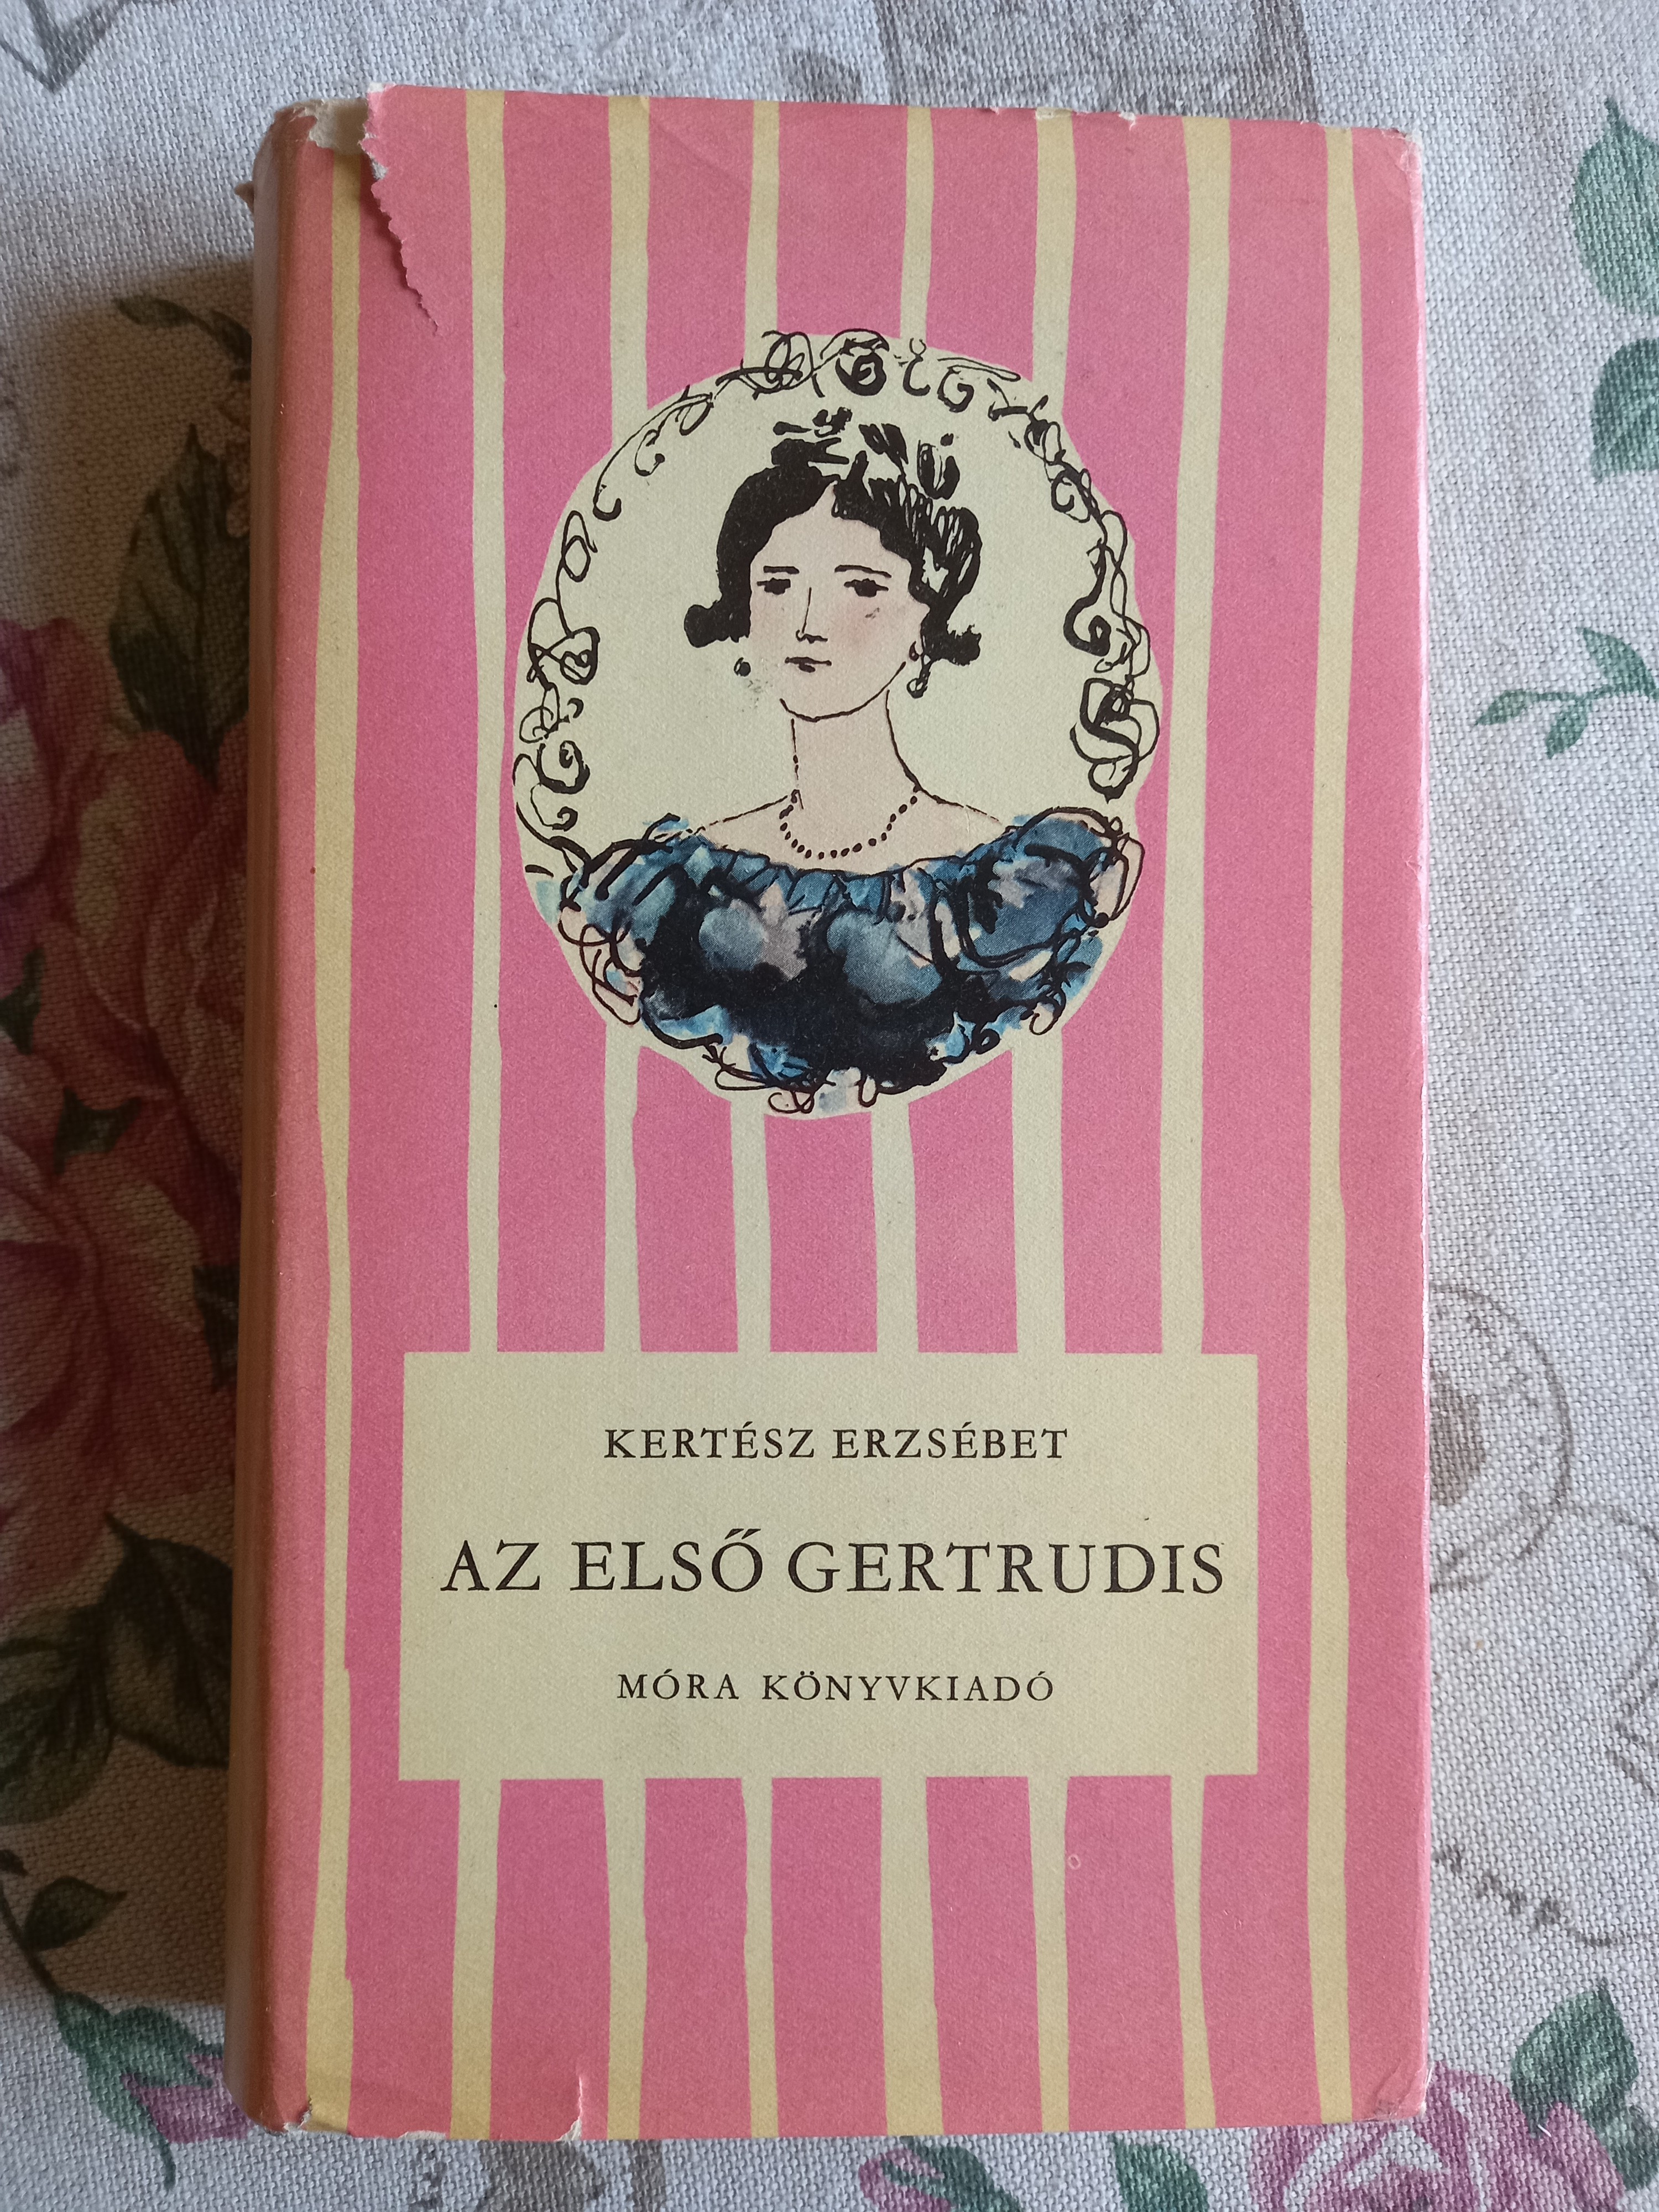 KERTÉSZ ERZSÉBET
AZ ELSŐ GERTRUDIS
MÓRA KÖNYVKIADÓ